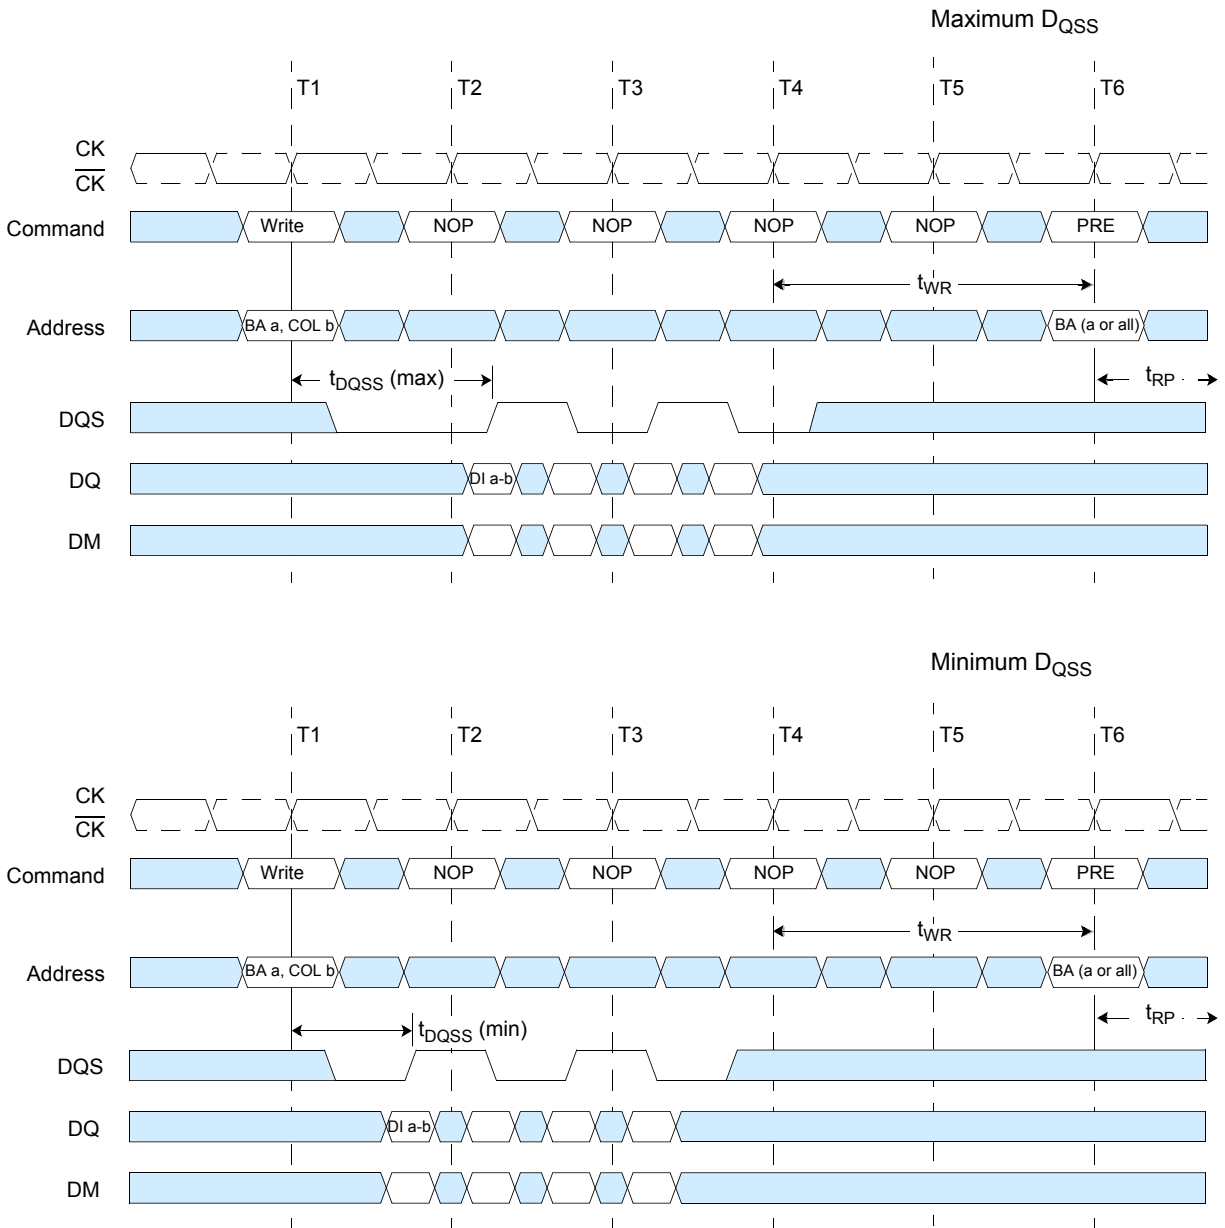 Maximum DQSS
T1 T2 T3 T4 T5 T6
CK
CK
Command Write NOP NOP NOP NOP PRE
tWR
Address BA a, COL b BA (a or all)
tDQSS (max) tRP
DQS
DQ DI a-b
DM
Minimum DQSS
T1 T2 T3 T4 T5 T6
CK
CK
Command Write NOP NOP NOP NOP PRE
tWR
Address BA a, COL b BA (a or all)
tDQSS (min) tRP
DQS
DQ DI a-b
DM